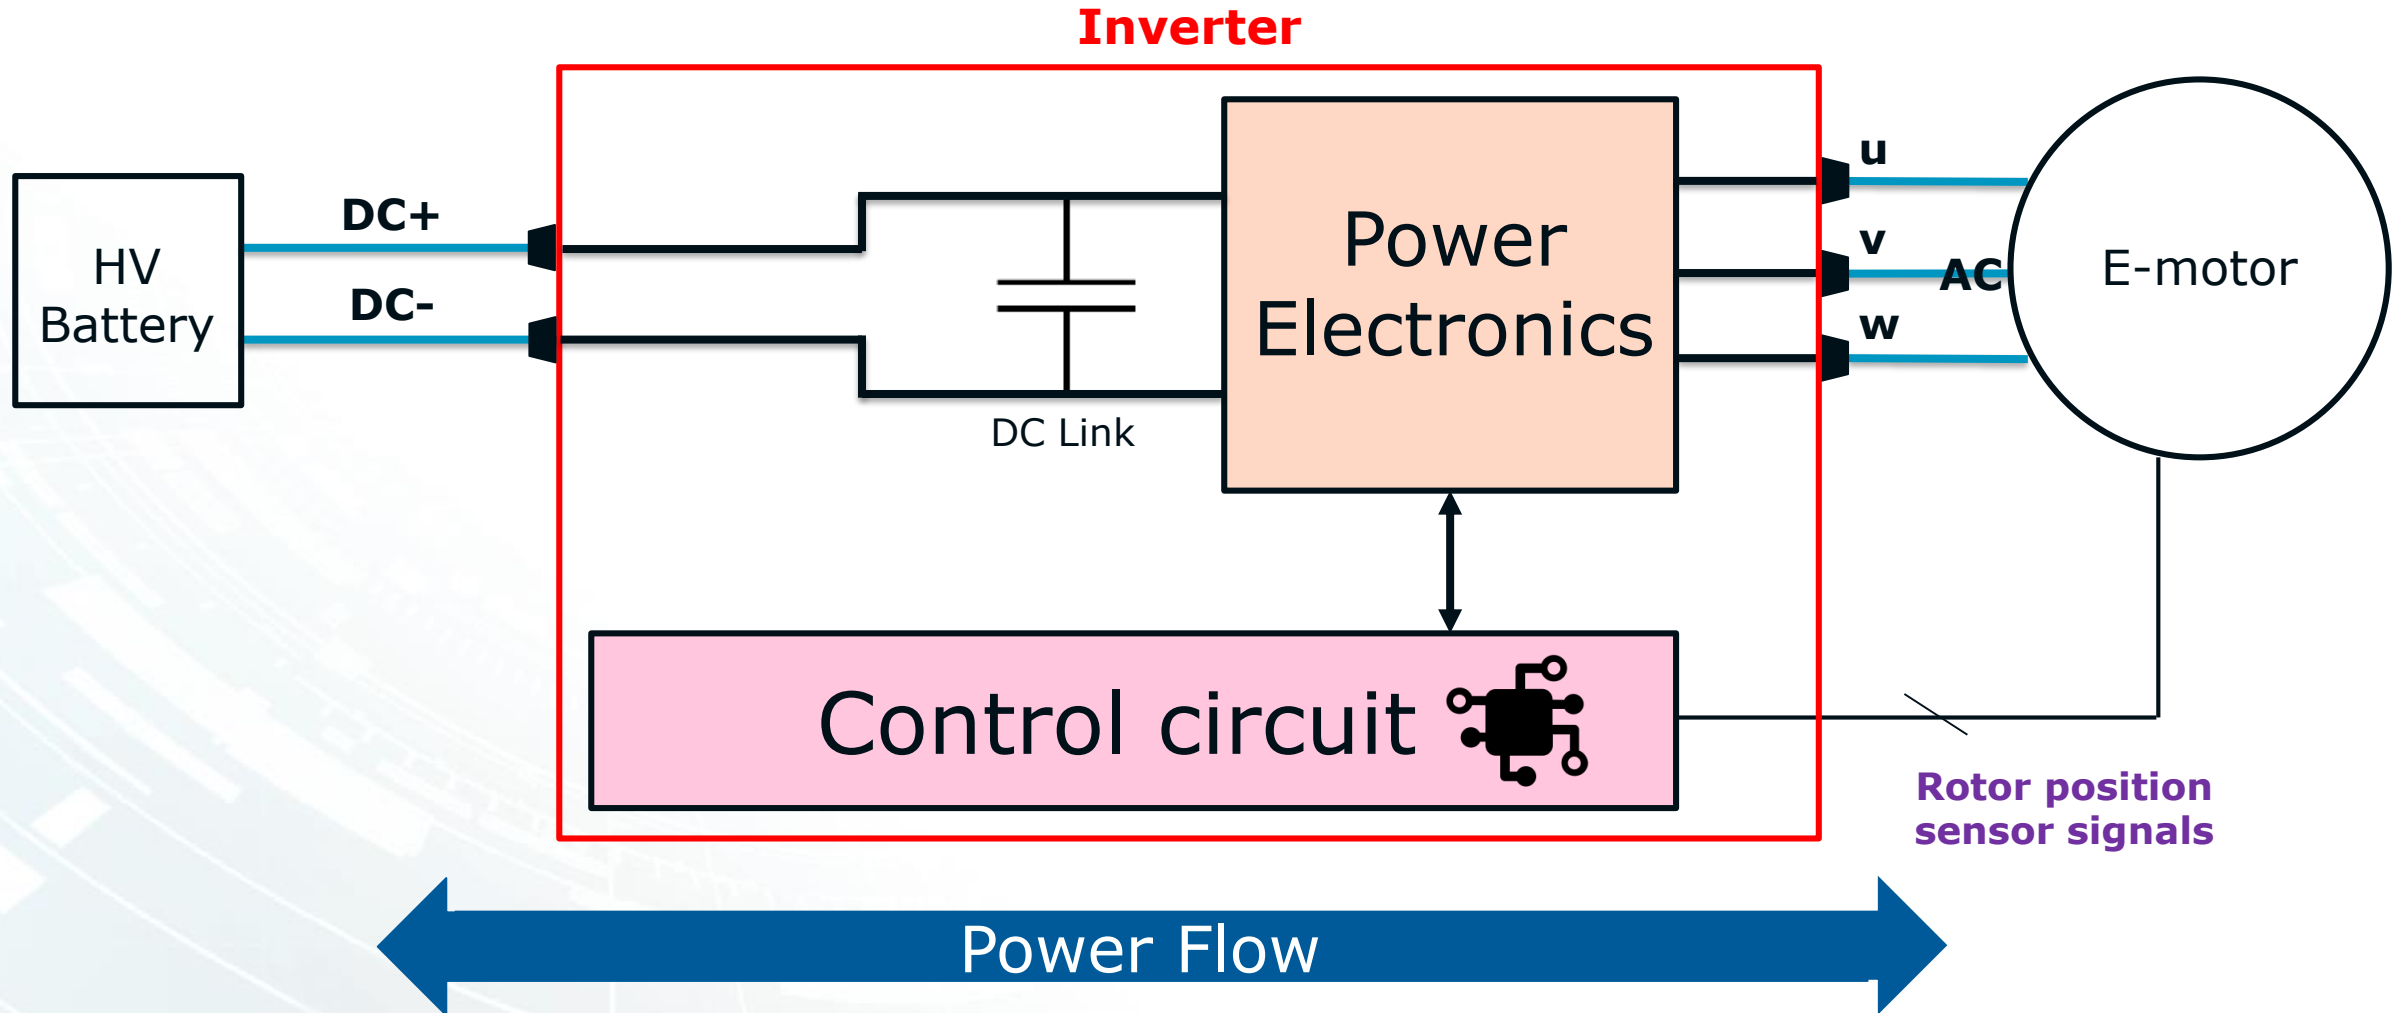 Inverter
HV
Battery
DC+
DC-
DC Link
Power
Electronics
u
v
AC
w
E-motor
Control circuit
Rotor position
sensor signals
Power Flow